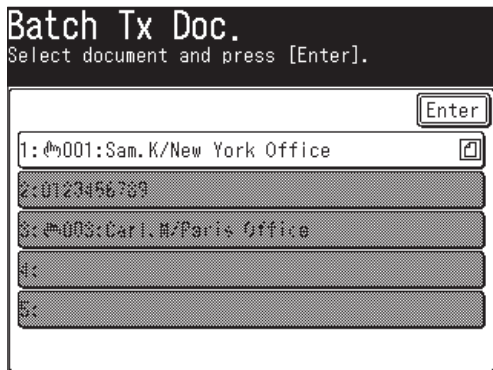 Batch Tx Doc.
Select document and press [Enter].
Enter
1:001:Sam.K/New York Office
2:0123456789
3:003:Carl.M/Paris Office
4:
5: